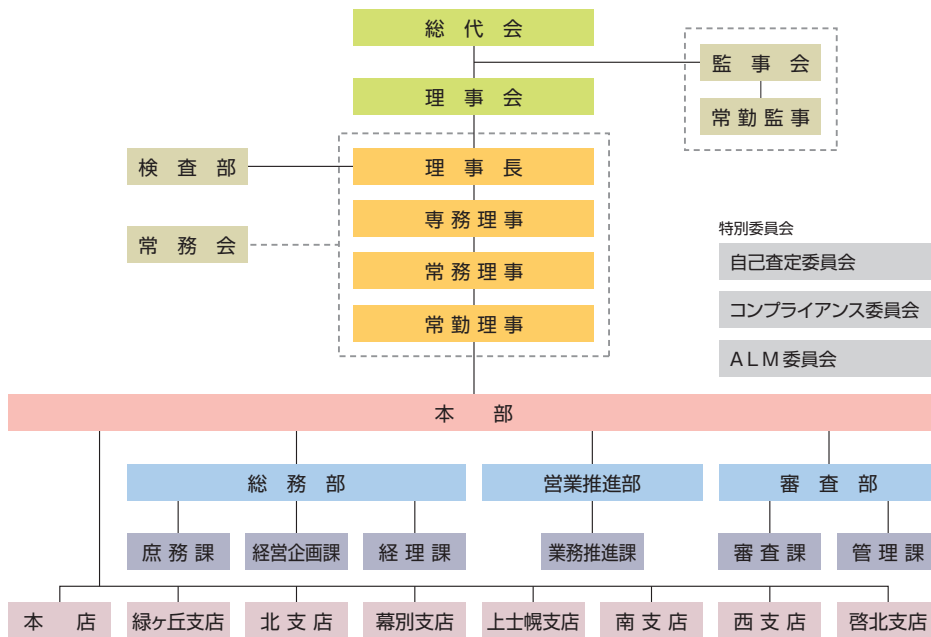 総代会
監事会
理事会
常勤監事
検査部
理事長
専務理事
常務会
特別委員会
自己査定委員会
常務理事
コンプライアンス委員会
常勤理事
ALM委員会
本部
総務部
営業推進部
審査部
庶務課
経営企画課
経理課
業務推進課
審査課
管理課
本店
緑ヶ丘支店
北支店
幕別支店
上士幌支店
南支店
西支店
啓北支店